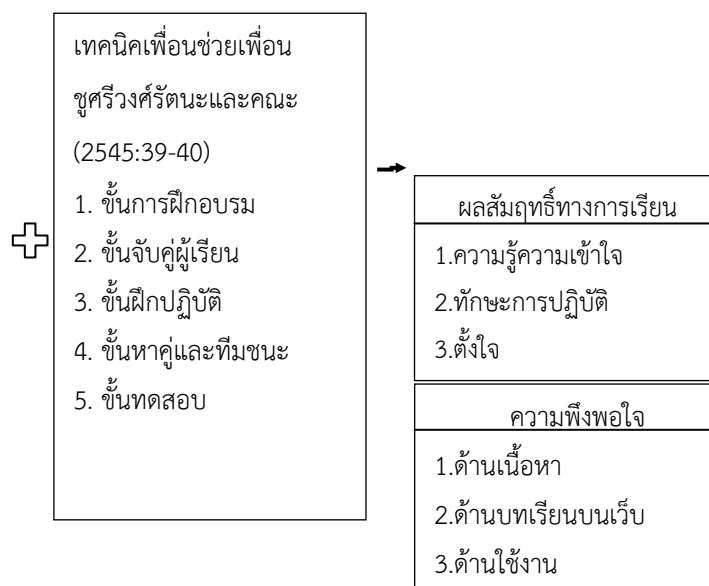 เทคนิคเพื่อนช่วยเพื่อน
ชูศรีวงศ์รัตนะและคณะ
(2545:39-40)
1. ขั้นการฝึกอบรม
2. ขั้นจับคู่ผู้เรียน
3. ขั้นฝึกปฏิบัติ
4. ขั้นหาคู่และทีมชนะ
5. ขั้นทดสอบ
ผลสัมฤทธิ์ทางการเรียน
1.ความรู้ความเข้าใจ
2.ทักษะการปฏิบัติ
3.ตั้งใจ
ความพึงพอใจ
1.ด้านเนื้อหา
2.ด้านบทเรียนบนเว็บ
3.ด้านใช้งาน